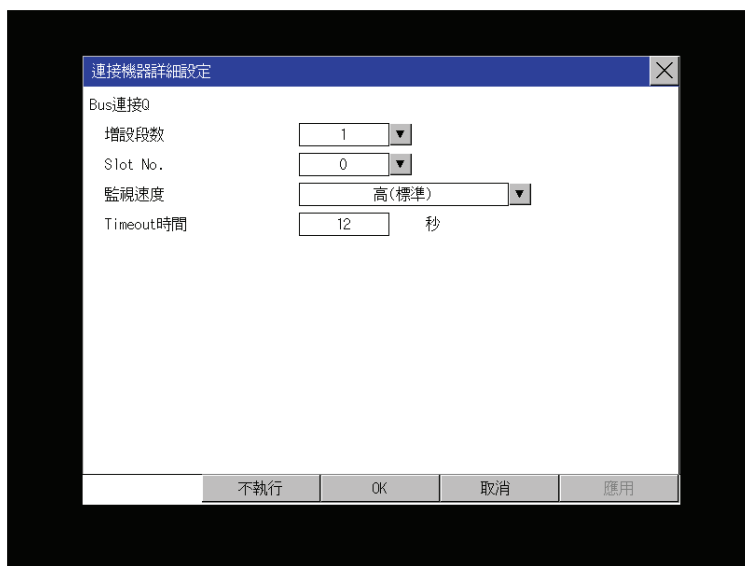 連接機器詳細設定
Bus連接Q
增設段数 1 ▼
Slot No. 0 ▼
監視速度 高(標準) ▼
Timeout時間 12 秒
不執行 OK 取消 應用